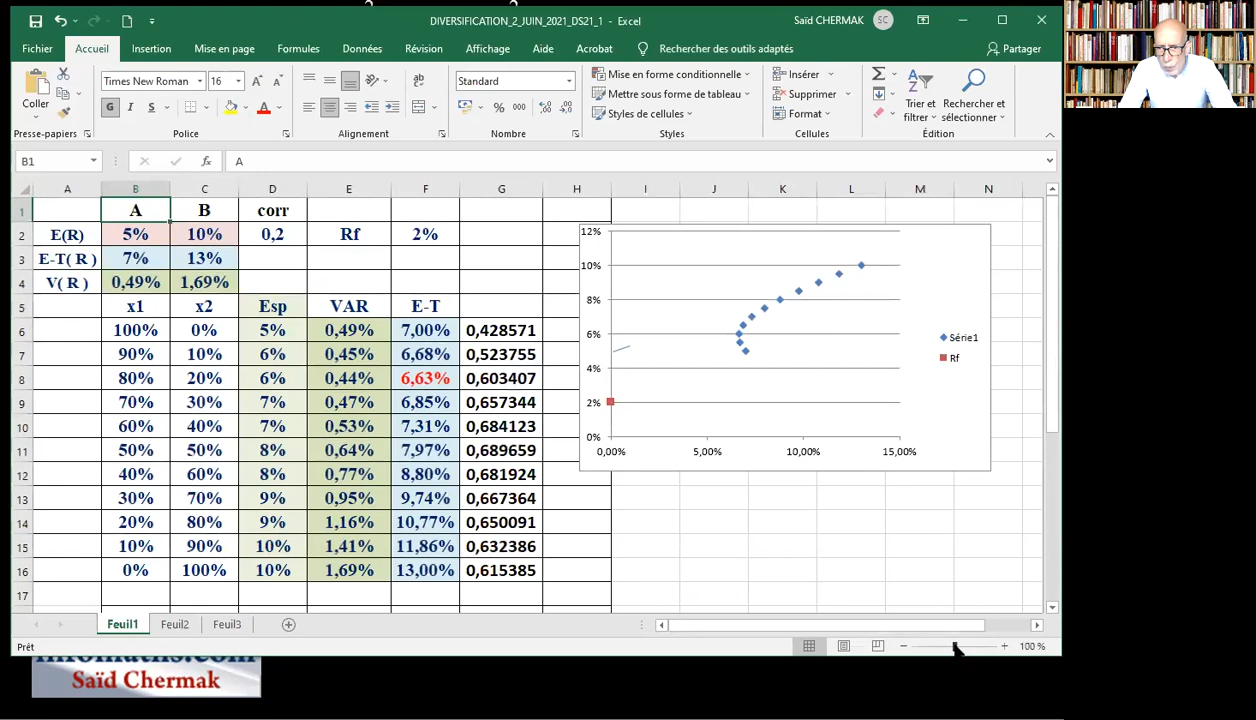 DIVERSIFICATION_2_JUIN_2021_DS21_1 - Excel
Saïd CHERMAK SC
Fichier Accueil Insertion Mise en page Formules Données Révision Affichage Aide Acrobat Rechercher des outils adaptés Partager
Coller
Times New Roman 16
G I S
Standard
% 000
Mise en forme conditionnelle
Mettre sous forme de tableau
Styles de cellules
Insérer
Supprimer
Format
Trier et filtrer
Rechercher et sélectionner
Presse-papiers Police Alignement Nombre Styles Cellules Édition
B1 fx A
A B C D E F G H I J K L M N
1 A B corr
2 E(R) 5% 10% 0,2 Rf 2%
3 E-T( R ) 7% 13%
4 V( R ) 0,49% 1,69%
5 x1 x2 Esp VAR E-T
6 100% 0% 5% 0,49% 7,00% 0,428571
7 90% 10% 6% 0,45% 6,68% 0,523755
8 80% 20% 6% 0,44% 6,63% 0,603407
9 70% 30% 7% 0,47% 6,85% 0,657344
10 60% 40% 7% 0,53% 7,31% 0,684123
11 50% 50% 8% 0,64% 7,97% 0,689659
12 40% 60% 8% 0,77% 8,80% 0,681924
13 30% 70% 9% 0,95% 9,74% 0,667364
14 20% 80% 9% 1,16% 10,77% 0,650091
15 10% 90% 10% 1,41% 11,86% 0,632386
16 0% 100% 10% 1,69% 13,00% 0,615385
17
12%
10%
8%
6%
4%
2%
0%
0,00% 5,00% 10,00% 15,00%
Série1
Rf
Feuil1 Feuil2 Feuil3
Prêt 100 %
Saïd Chermak